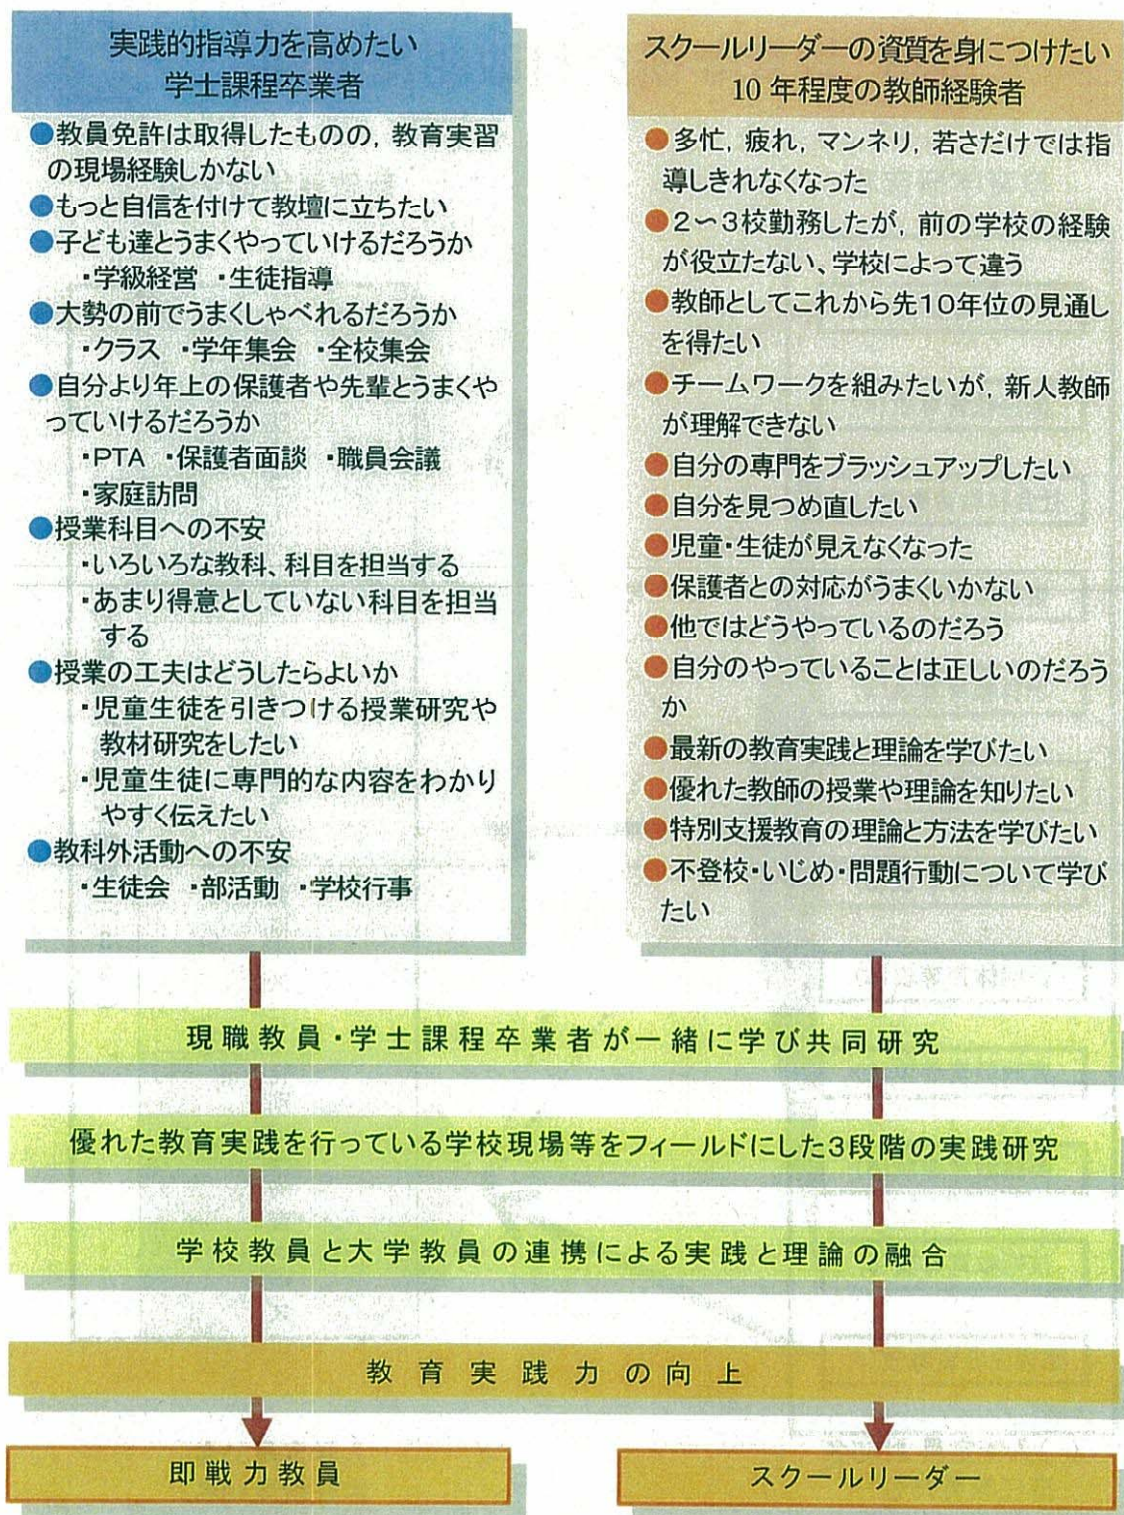 実践的指導力を高めたい
学士課程卒業者
●教員免許は取得したものの, 教育実習
の現場経験しかない
●もっと自信を付けて教壇に立ちたい
●子ども達とうまくやっていけるだろうか
・学級経営 ・生徒指導
●大勢の前でうまくしゃべれるだろうか
・クラス ・学年集会 ・全校集会
●自分より年上の保護者や先輩とうまくや
っていけるだろうか
・PTA ・保護者面談 ・職員会議
・家庭訪問
●授業科目への不安
・いろいろな教科、科目を担当する
・あまり得意としていない科目を担当
する
●授業の工夫はどうしたらよいか
・児童生徒を引きつける授業研究や
教材研究をしたい
・児童生徒に専門的な内容をわかり
やすく伝えたい
●教科外活動への不安
・生徒会 ・部活動 ・学校行事
スクールリーダーの資質を身につけたい
10 年程度の教師経験者
●多忙, 疲れ, マンネリ, 若さだけでは指
導しきれなくなった
●2～3校勤務したが, 前の学校の経験
が役立たない、学校によって違う
●教師としてこれから先10年位の見通し
を得たい
●チームワークを組みたいが, 新人教師
が理解できない
●自分の専門をブラッシュアップしたい
●自分を見つめ直したい
●児童・生徒が見えなくなった
●保護者との対応がうまくいかない
●他ではどうやっているのだろう
●自分のやっていることは正しいのだろう
か
●最新の教育実践と理論を学びたい
●優れた教師の授業や理論を知りたい
●特別支援教育の理論と方法を学びたい
●不登校・いじめ・問題行動について学び
たい
現職教員・学士課程卒業者が一緒に学び共同研究
優れた教育実践を行っている学校現場等をフィールドにした3段階の実践研究
学校教員と大学教員の連携による実践と理論の融合
教育実践力の向上
即戦力教員
スクールリーダー